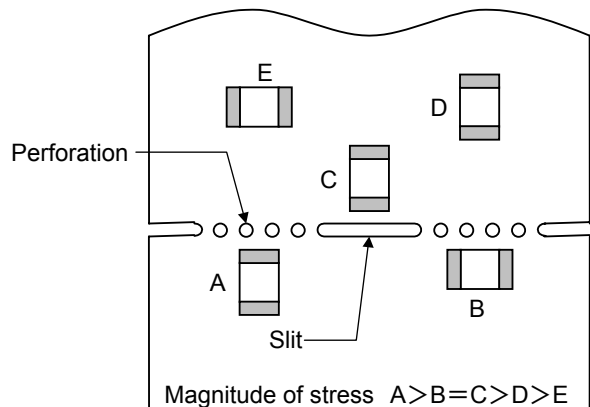 E
D
Perforation
C
A
B
Slit
Magnitude of stress A>B=C>D>E